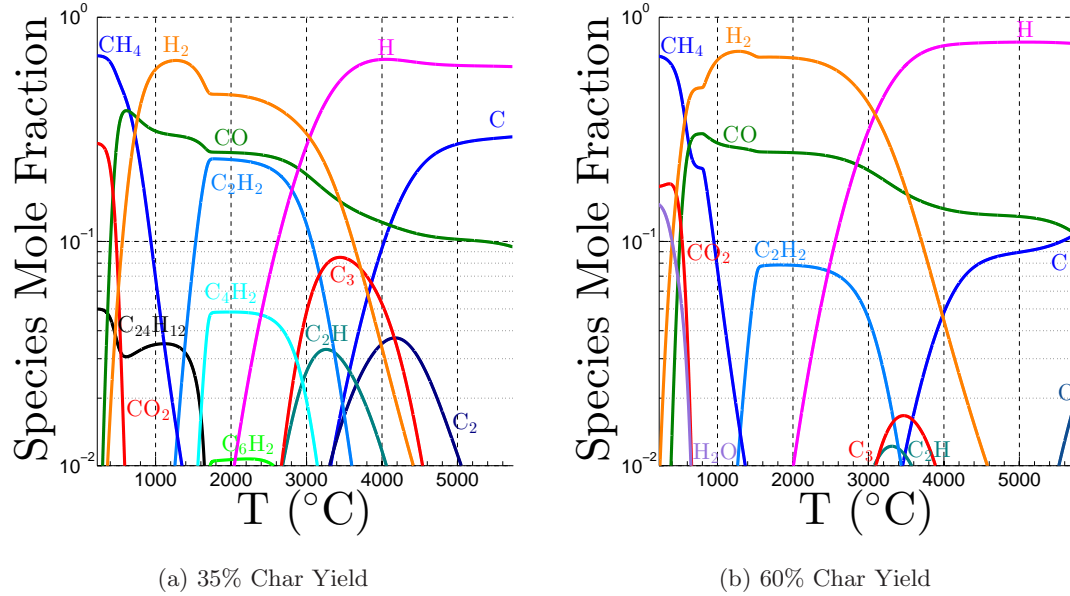 Species Mole Fraction
10⁰
10⁻¹
10⁻²
CH₄
H₂
H
C
CO
C₂H₂
C₄H₂
C₃
C₂₄H₁₂
C₂H
CO₂
C₆H₂
C₂
1000 2000 3000 4000 5000
T (°C)
(a) 35% Char Yield
Species Mole Fraction
10⁰
10⁻¹
10⁻²
CH₄
H₂
H
CO
CO₂
C₂H₂
C
H₂O
C₃
C₂H
1000 2000 3000 4000 5000
T (°C)
(b) 60% Char Yield